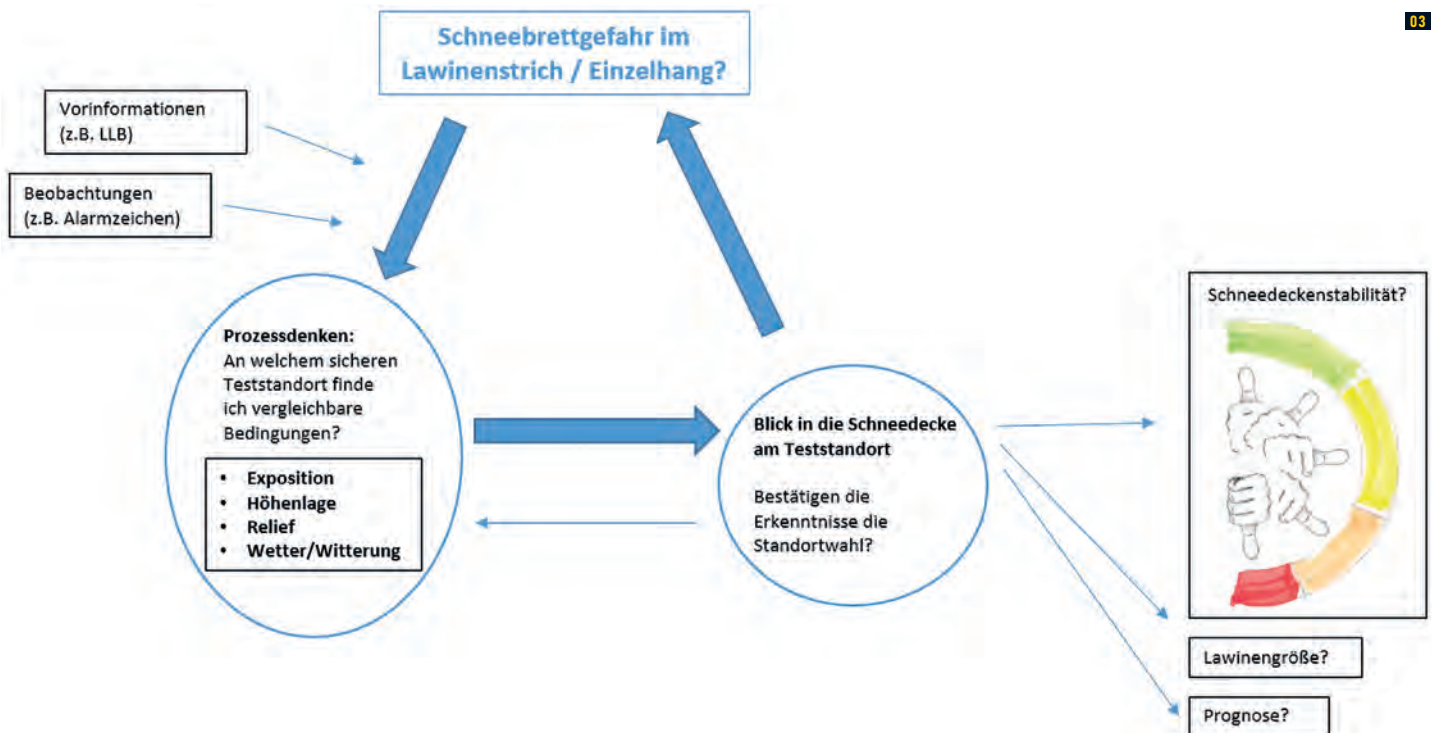 03
Schneebrettgefahr im
Lawinenstrich / Einzelhang?
Vorinformationen
(z.B. LLB)
Beobachtungen
(z.B. Alarmzeichen)
Prozessdenken:
An welchem sicheren
Teststandort finde
ich vergleichbare
Bedingungen?
• Exposition
• Höhenlage
• Relief
• Wetter/Witterung
Blick in die Schneedecke
am Teststandort
Bestätigen die
Erkenntnisse die
Standortwahl?
Schneedeckenstabilität?
Lawinengröße?
Prognose?